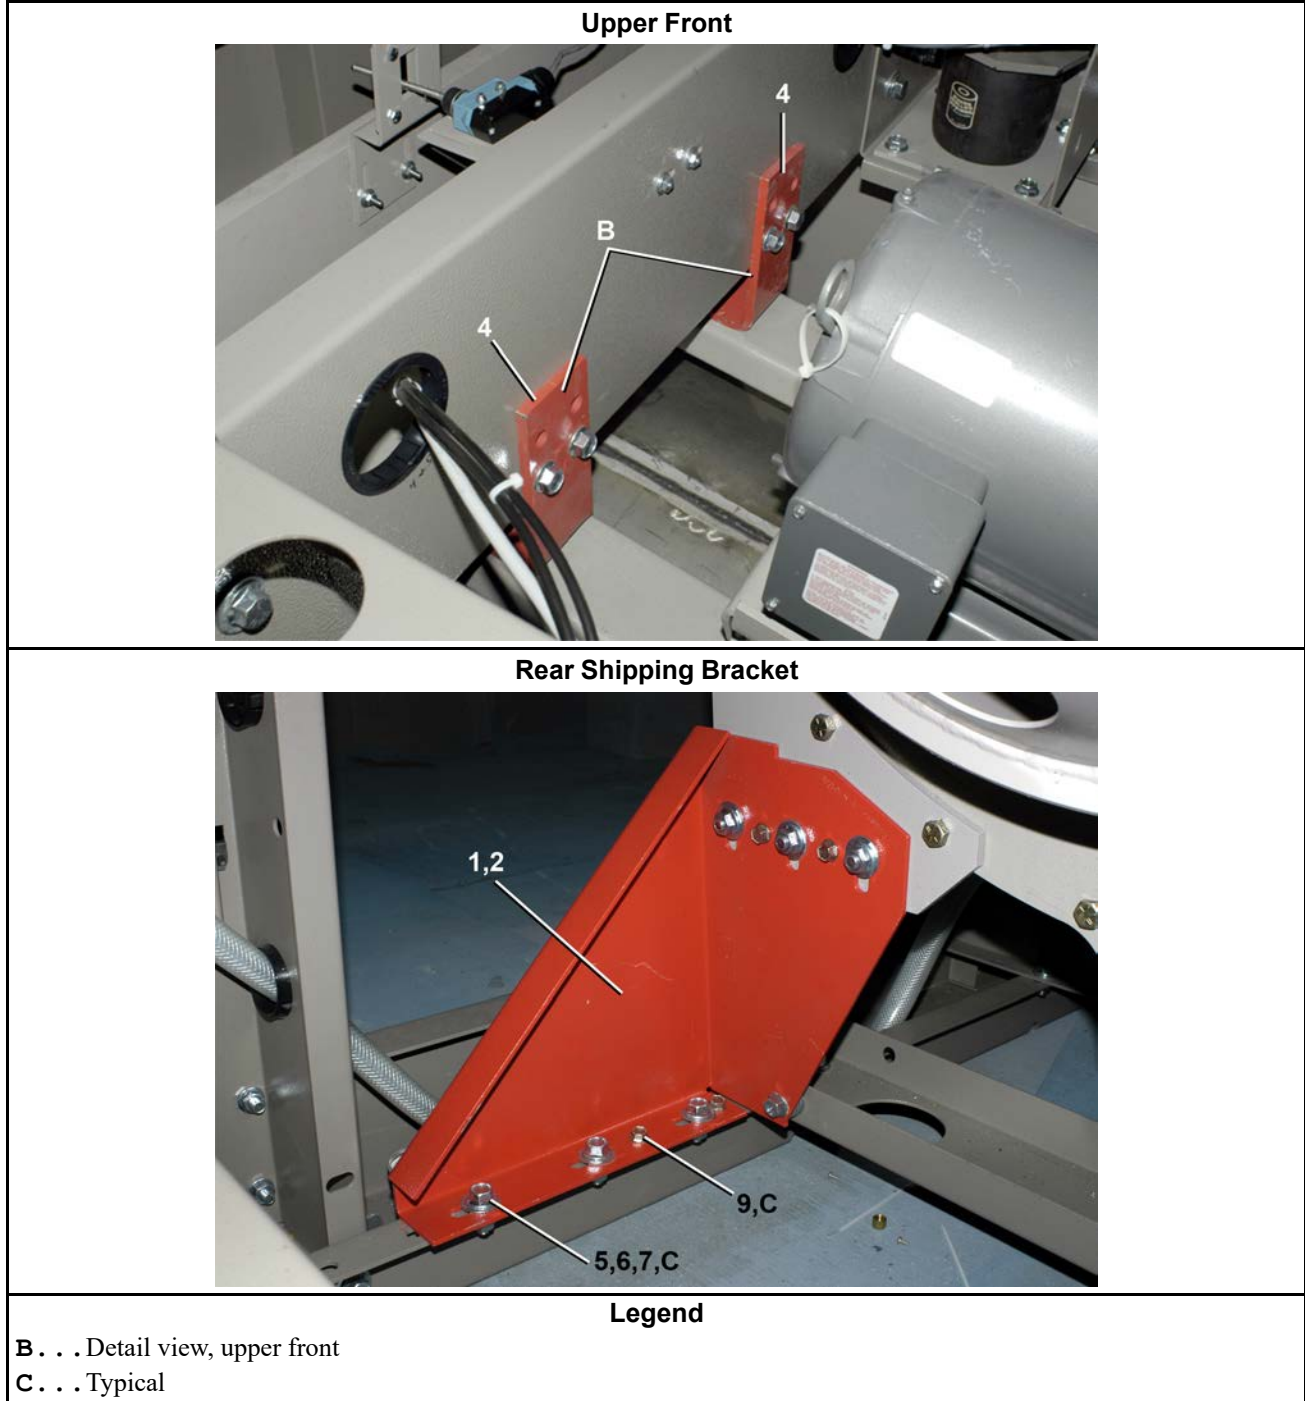 Upper Front
4
B
4
Rear Shipping Bracket
1,2
9,C
5,6,7,C
Legend
B. . . Detail view, upper front
C. . . Typical